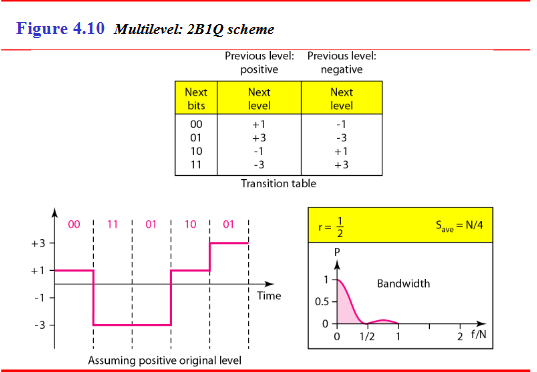 Figure 4.10 Multilevel: 2B1Q scheme
Previous level: positive
Previous level: negative
Next bits
Next level
Next level
00 +1 -1
01 +3 -3
10 -1 +1
11 -3 +3
Transition table
00 11 01 10 01
+3
+1
-1
-3
Time
Assuming positive original level
r = 1/2
Save = N/4
P
1
0.5
0
Bandwidth
0 1/2 1 2 f/N